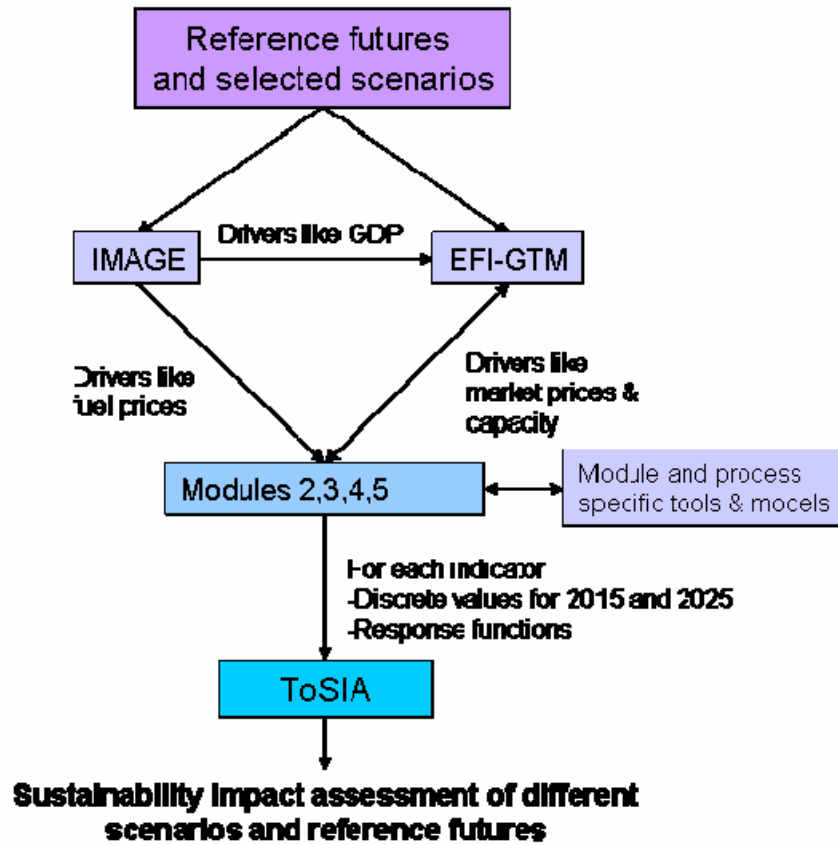 Reference futures
and selected scenarios
Drivers like GDP
IMAGE
EFI-GTM
Drivers like
fuel prices
Drivers like
market prices &
capacity
Modules 2,3,4,5
Module and process
specific tools & mocels
For each indicator
-Discrete values for 2015 and 2025
-Response functions
ToSIA
Sustainability impact assessment of different
scenarios and reference futures